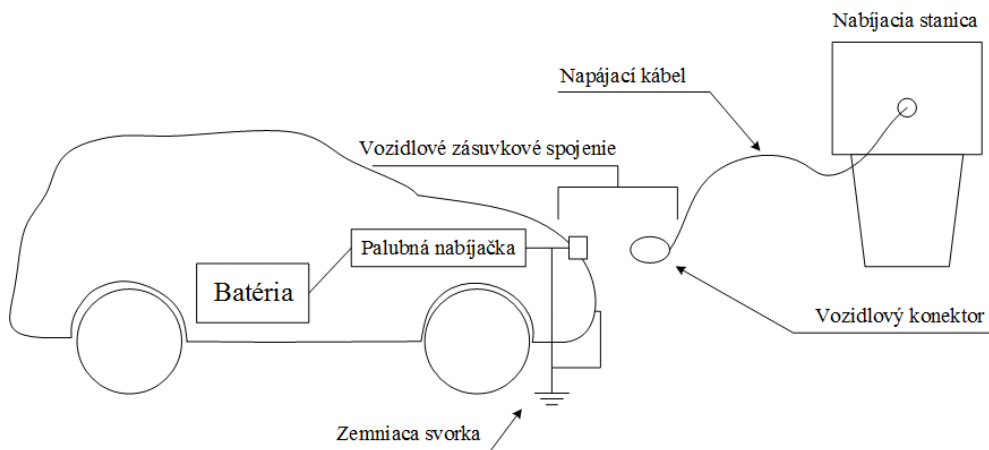 Nabíjacia stanica
Napájací kábel
Vozidlové zásuvkové spojenie
Palubná nabíjačka
Batéria
Vozidlový konektor
Zemniaca svorka